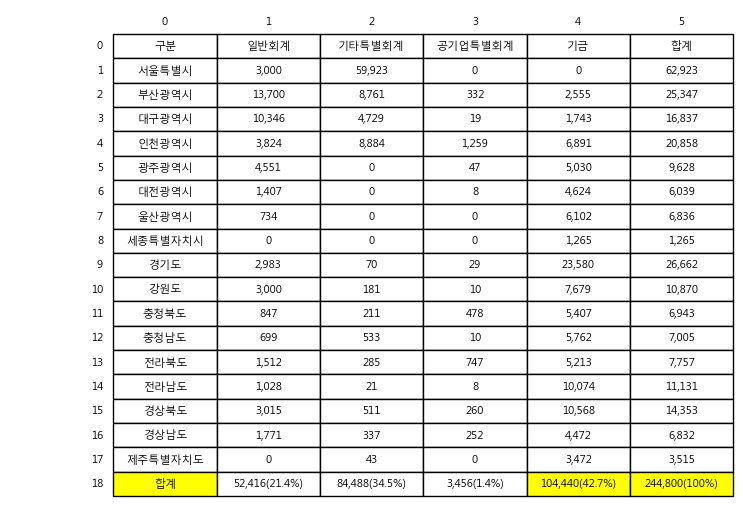 0 1 2 3 4 5
0 구분 일반회계 기타특별회계 공기업특별회계 기금 합계
1 서울특별시 3,000 59,923 0 0 62,923
2 부산광역시 13,700 8,761 332 2,555 25,347
3 대구광역시 10,346 4,729 19 1,743 16,837
4 인천광역시 3,824 8,884 1,259 6,891 20,858
5 광주광역시 4,551 0 47 5,030 9,628
6 대전광역시 1,407 0 8 4,624 6,039
7 울산광역시 734 0 0 6,102 6,836
8 세종특별자치시 0 0 0 1,265 1,265
9 경기도 2,983 70 29 23,580 26,662
10 강원도 3,000 181 10 7,679 10,870
11 충청북도 847 211 478 5,407 6,943
12 충청남도 699 533 10 5,762 7,005
13 전라북도 1,512 285 747 5,213 7,757
14 전라남도 1,028 21 8 10,074 11,131
15 경상북도 3,015 511 260 10,568 14,353
16 경상남도 1,771 337 252 4,472 6,832
17 제주특별자치도 0 43 0 3,472 3,515
18 합계 52,416(21.4%) 84,488(34.5%) 3,456(1.4%) 104,440(42.7%) 244,800(100%)